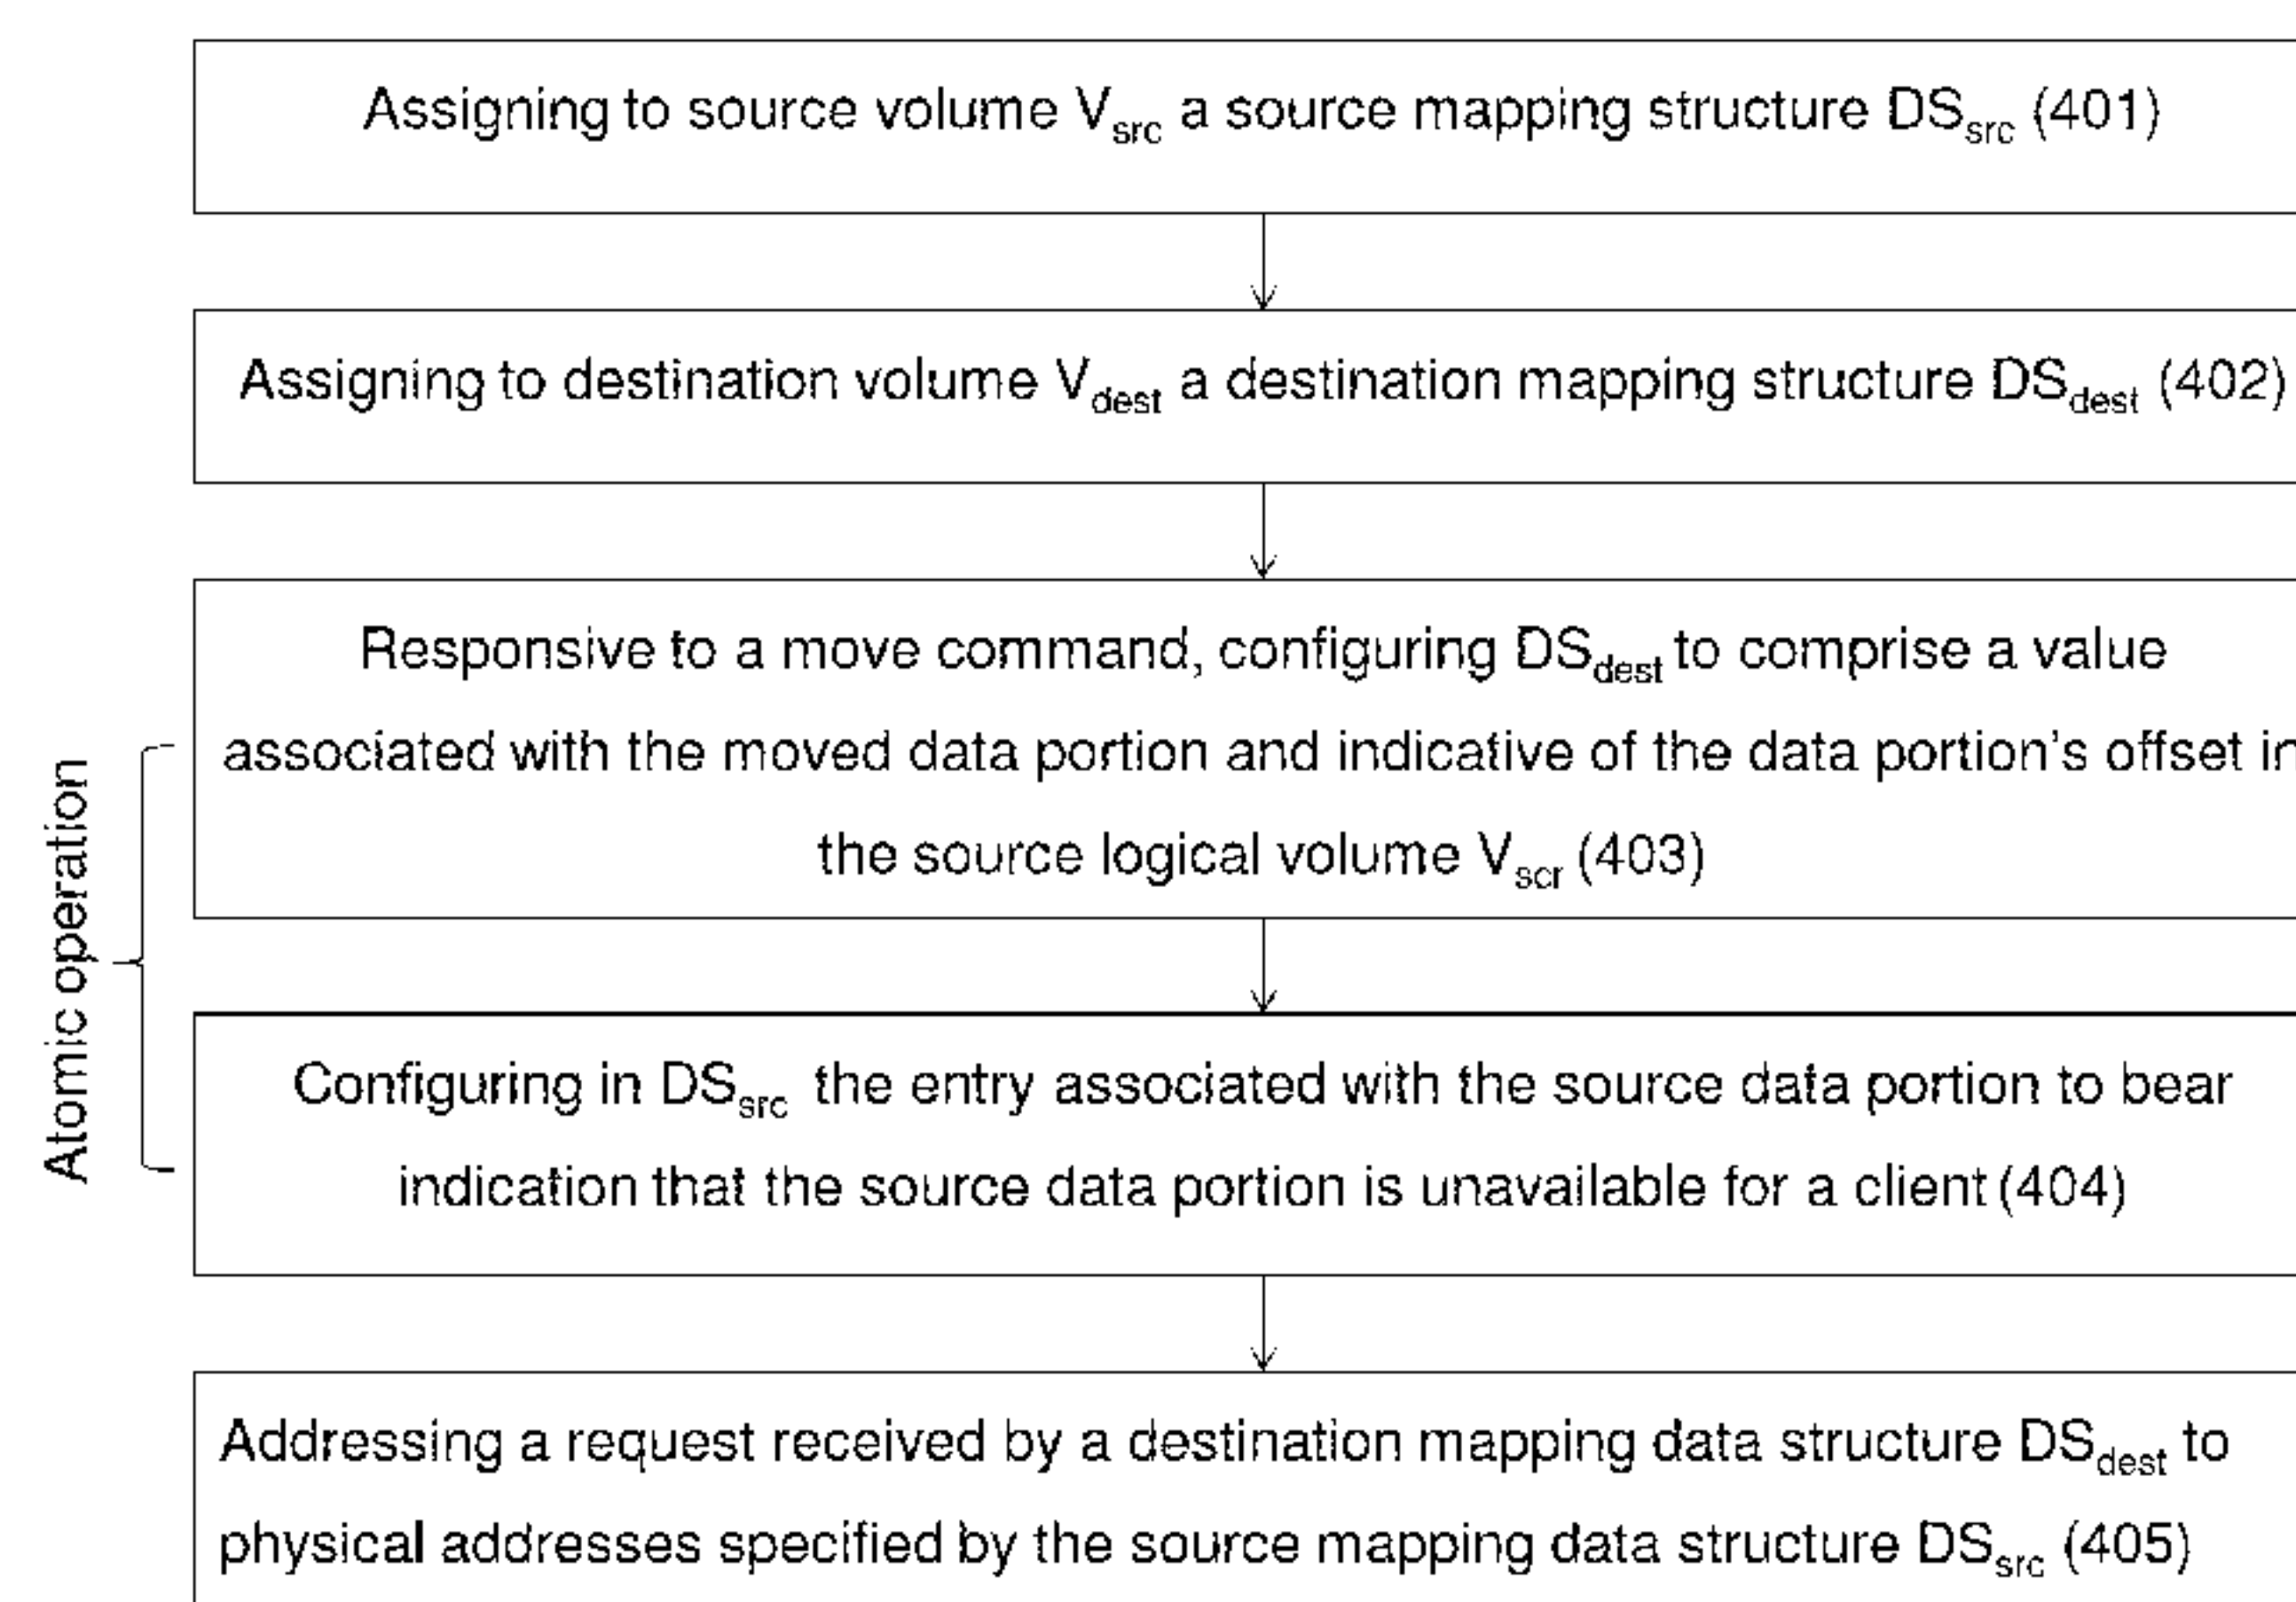 Assigning to source volume Vsrc a source mapping structure DSsrc (401)
Assigning to destination volume Vdest a destination mapping structure DSdest (402)
Responsive to a move command, configuring DSdest to comprise a value
associated with the moved data portion and indicative of the data portion's offset in
the source logical volume Vscr (403)
Atomic operation
Configuring in DSsrc the entry associated with the source data portion to bear
indication that the source data portion is unavailable for a client (404)
Addressing a request received by a destination mapping data structure DSdest to
physical addresses specified by the source mapping data structure DSsrc (405)